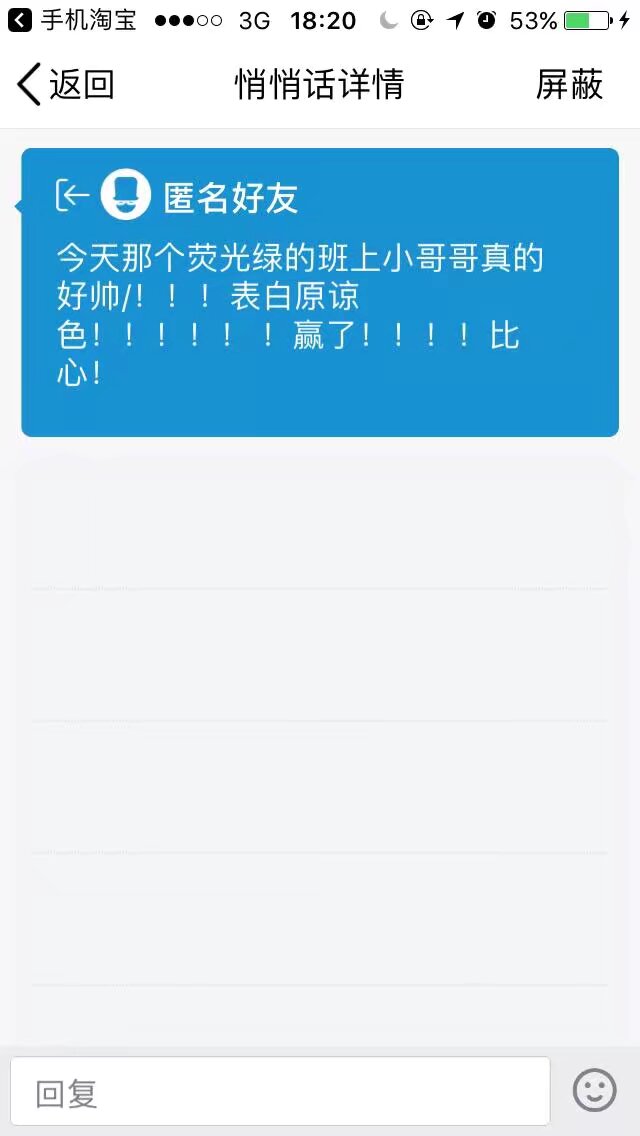 手机淘宝 3G 18:20 53%
返回 悄悄话详情 屏蔽
匿名好友
今天那个荧光绿的班上小哥哥真的
好帅/！！！表白原谅
色！！！！！！赢了！！！！比
心！
回复